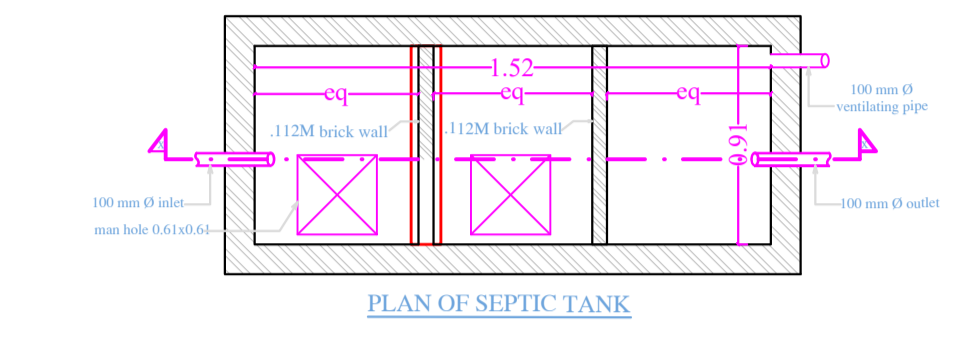 1.52
eq
eq
eq
100 mm Ø
ventilating pipe
.112M brick wall
.112M brick wall
0.91
100 mm Ø inlet
100 mm Ø outlet
man hole 0.61x0.61
PLAN OF SEPTIC TANK